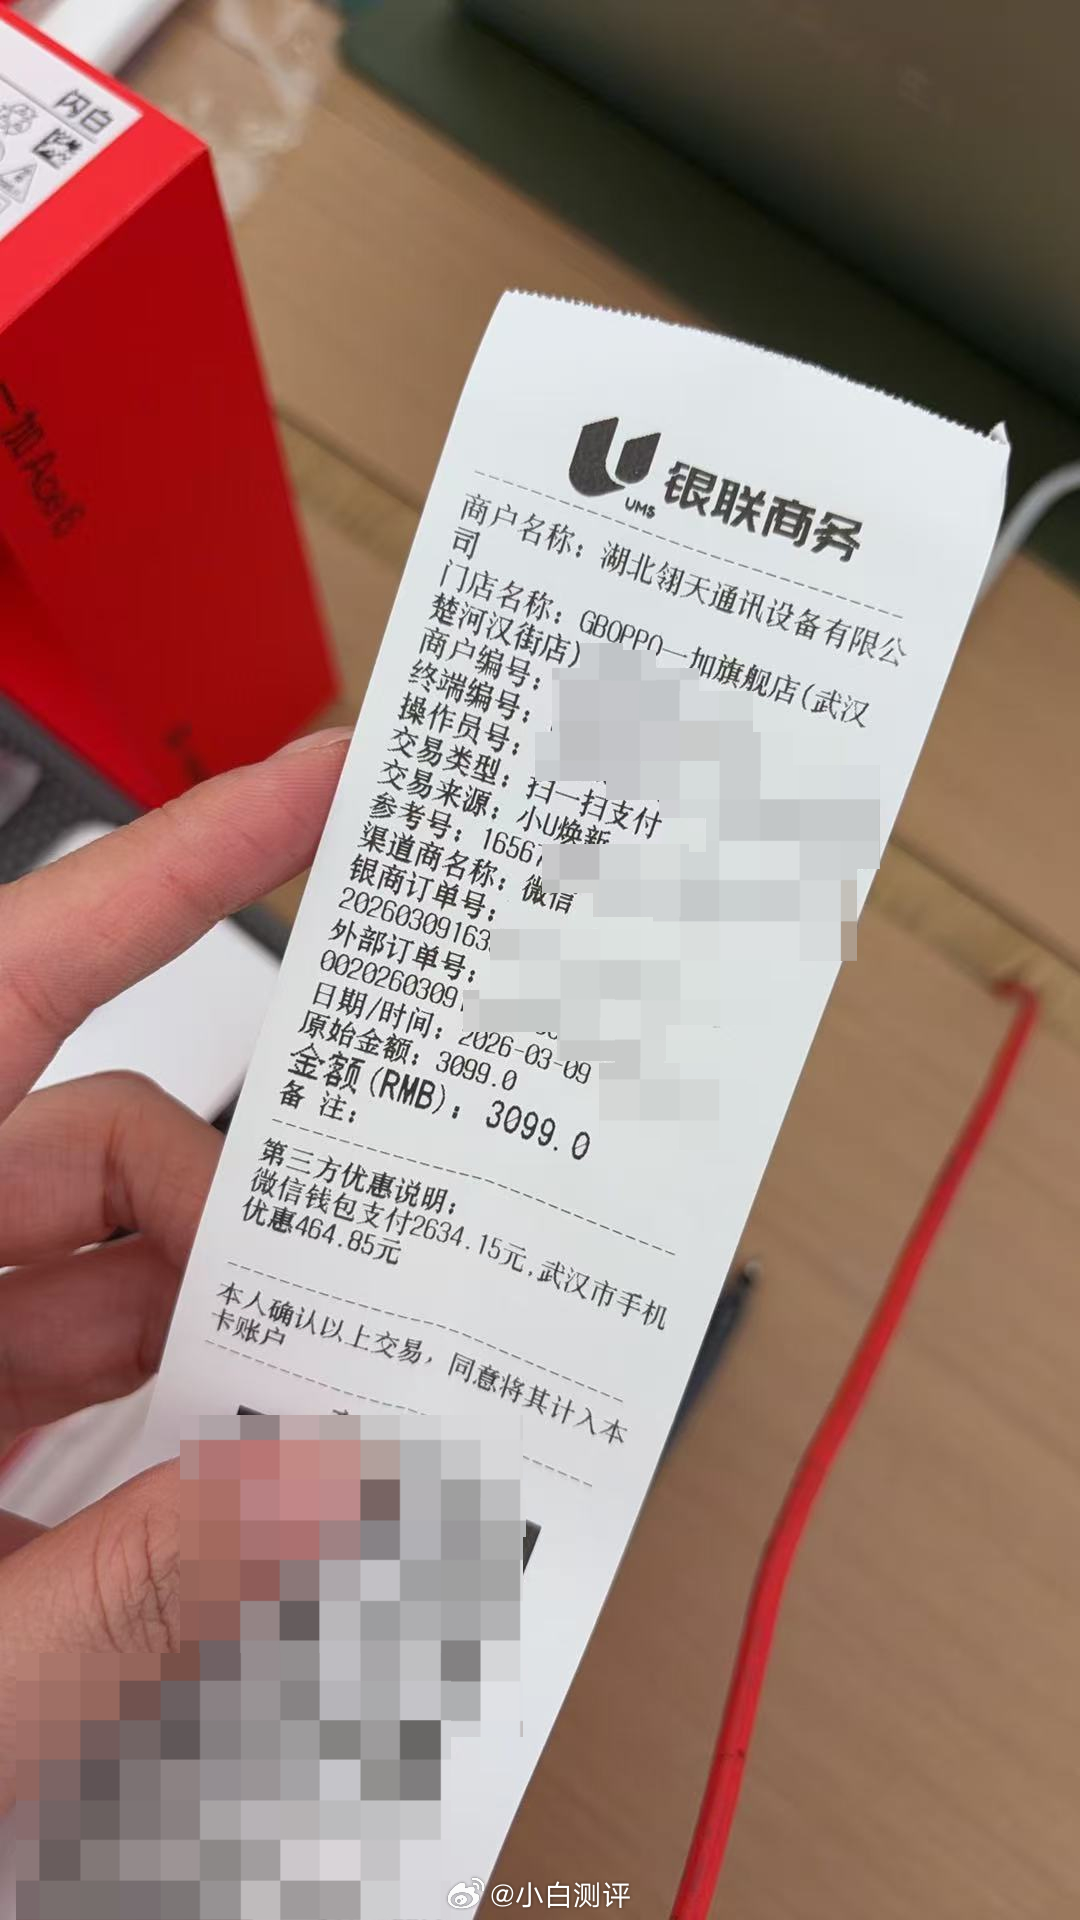 闪白
一加Ace 6
UMS 银联商务
商户名称：湖北翎天通讯设备有限公
司
门店名称：GBOPPO一加旗舰店(武汉
楚河汉街店)
商户编号：
终端编号：
操作员号：
交易类型：扫一扫支付
交易来源：小U焕新
参考号：16567
渠道商名称：微信
银商订单号：
20260309163
外部订单号：
0020260309
日期/时间：2026-03-09
原始金额：3099.0
金额(RMB)：3099.0
备 注：
第三方优惠说明：
微信钱包支付2634.15元,武汉市手机
优惠464.85元
本人确认以上交易，同意将其计入本
卡账户
@小白测评